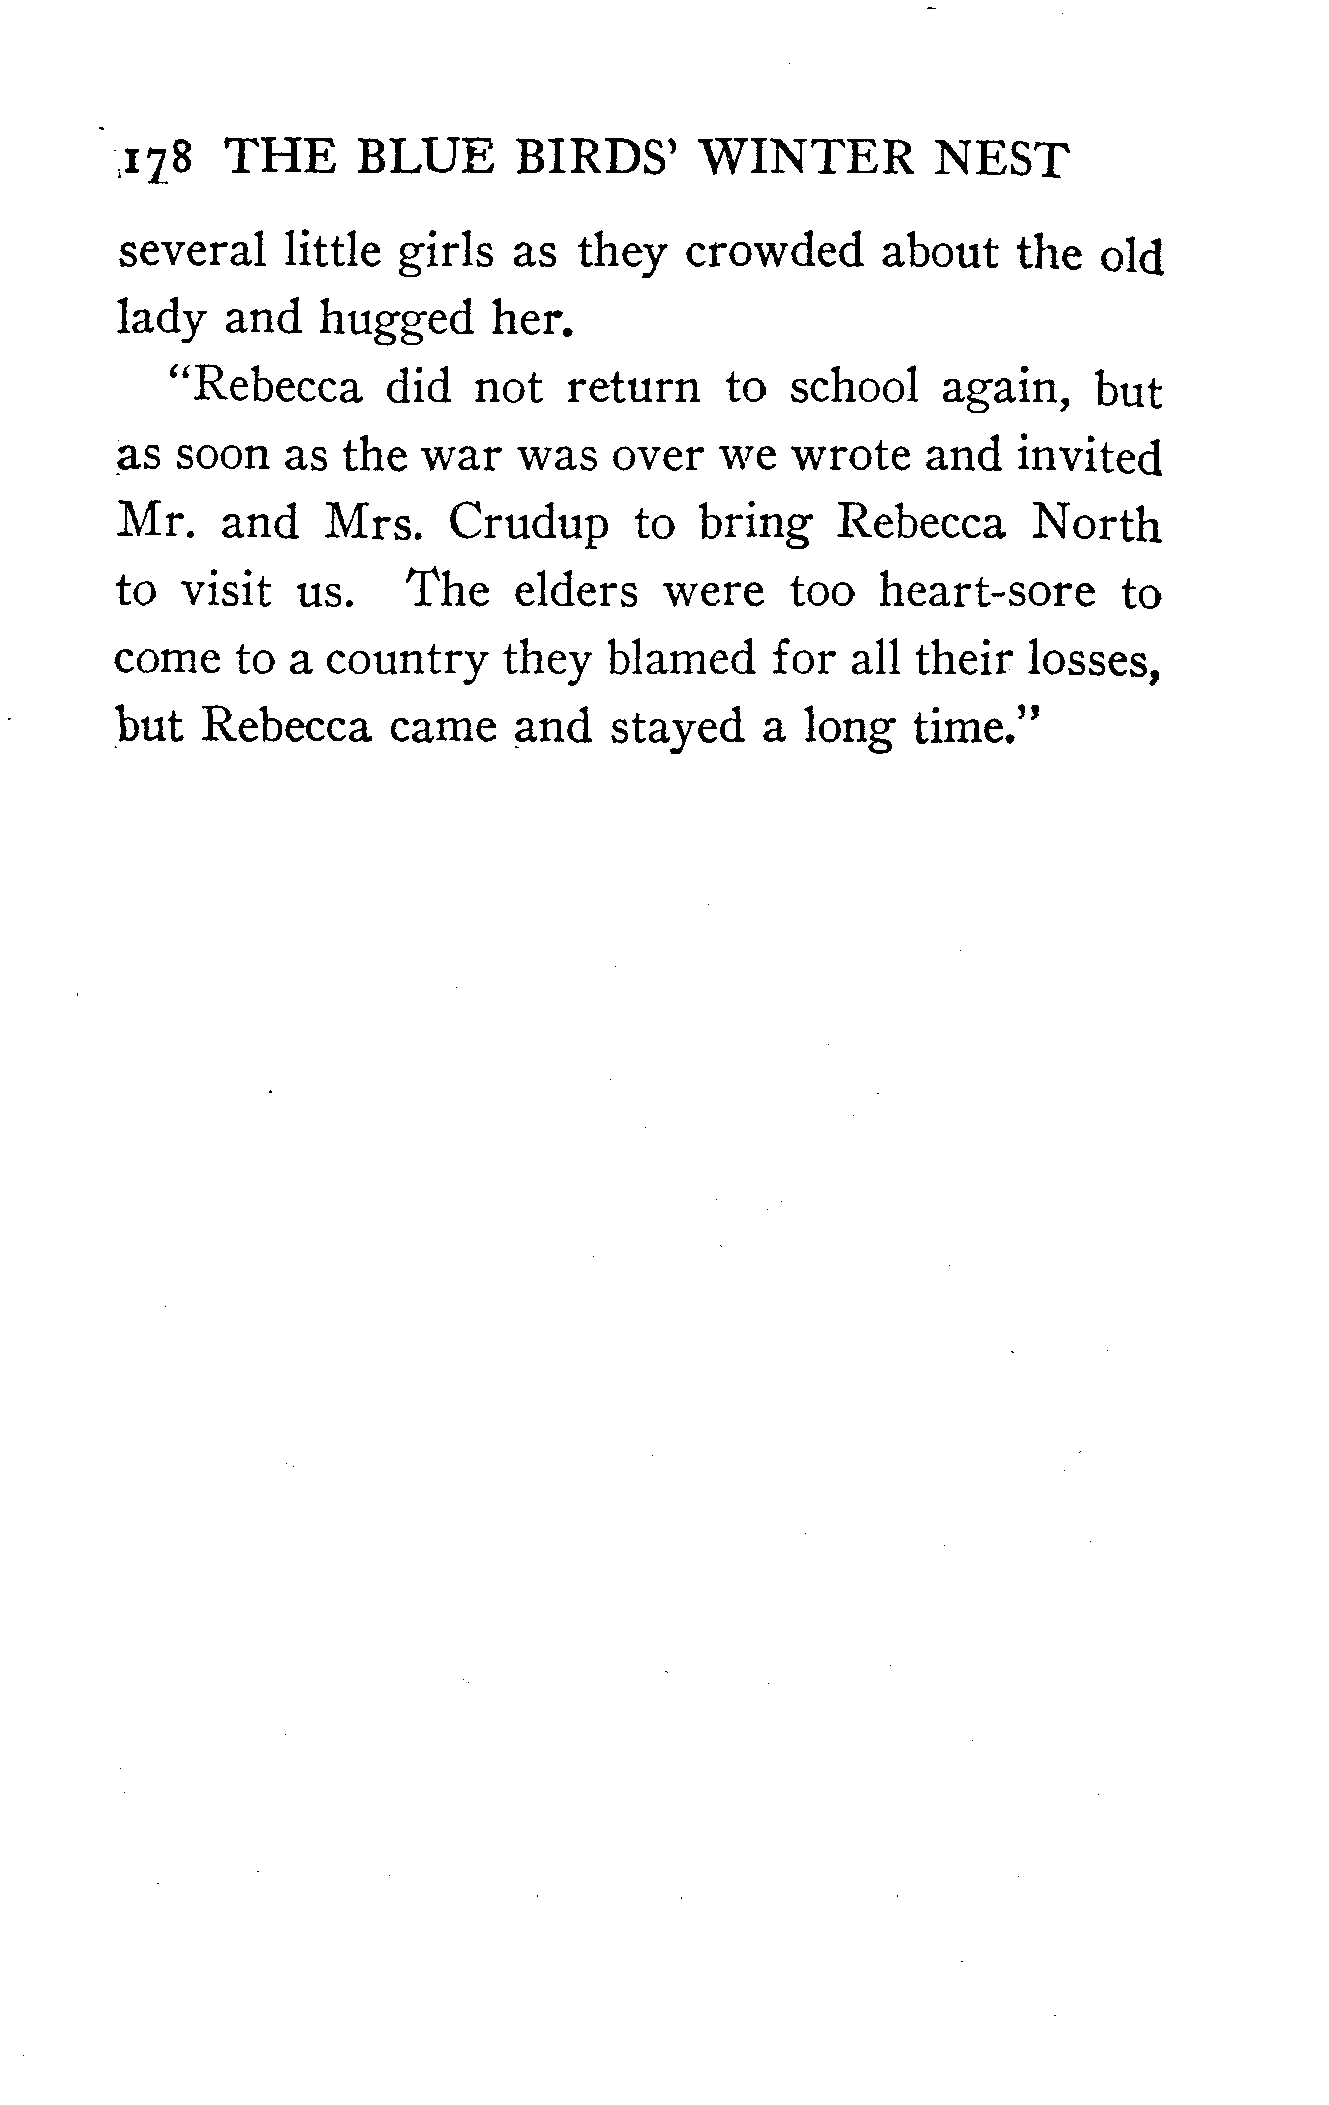 178 THE BLUE BIRDS' WINTER NEST
several little girls as they crowded about the old
lady and hugged her.
"Rebecca did not return to school again, but
as soon as the war was over we wrote and invited
Mr. and Mrs. Crudup to bring Rebecca North
to visit us. The elders were too heart-sore to
come to a country they blamed for all their losses,
but Rebecca came and stayed a long time."